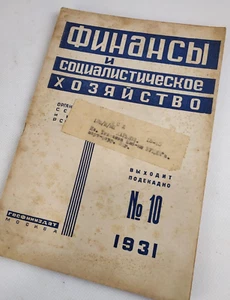 ФИНАНСЫ
И
СОЦИАЛИСТИЧЕСКОЕ
ХОЗЯЙСТВО
ВЫХОДИТ
ПОДЕКАДНО
№ 10
ГОСФИНИЗДАТ
МОСКВА
1931